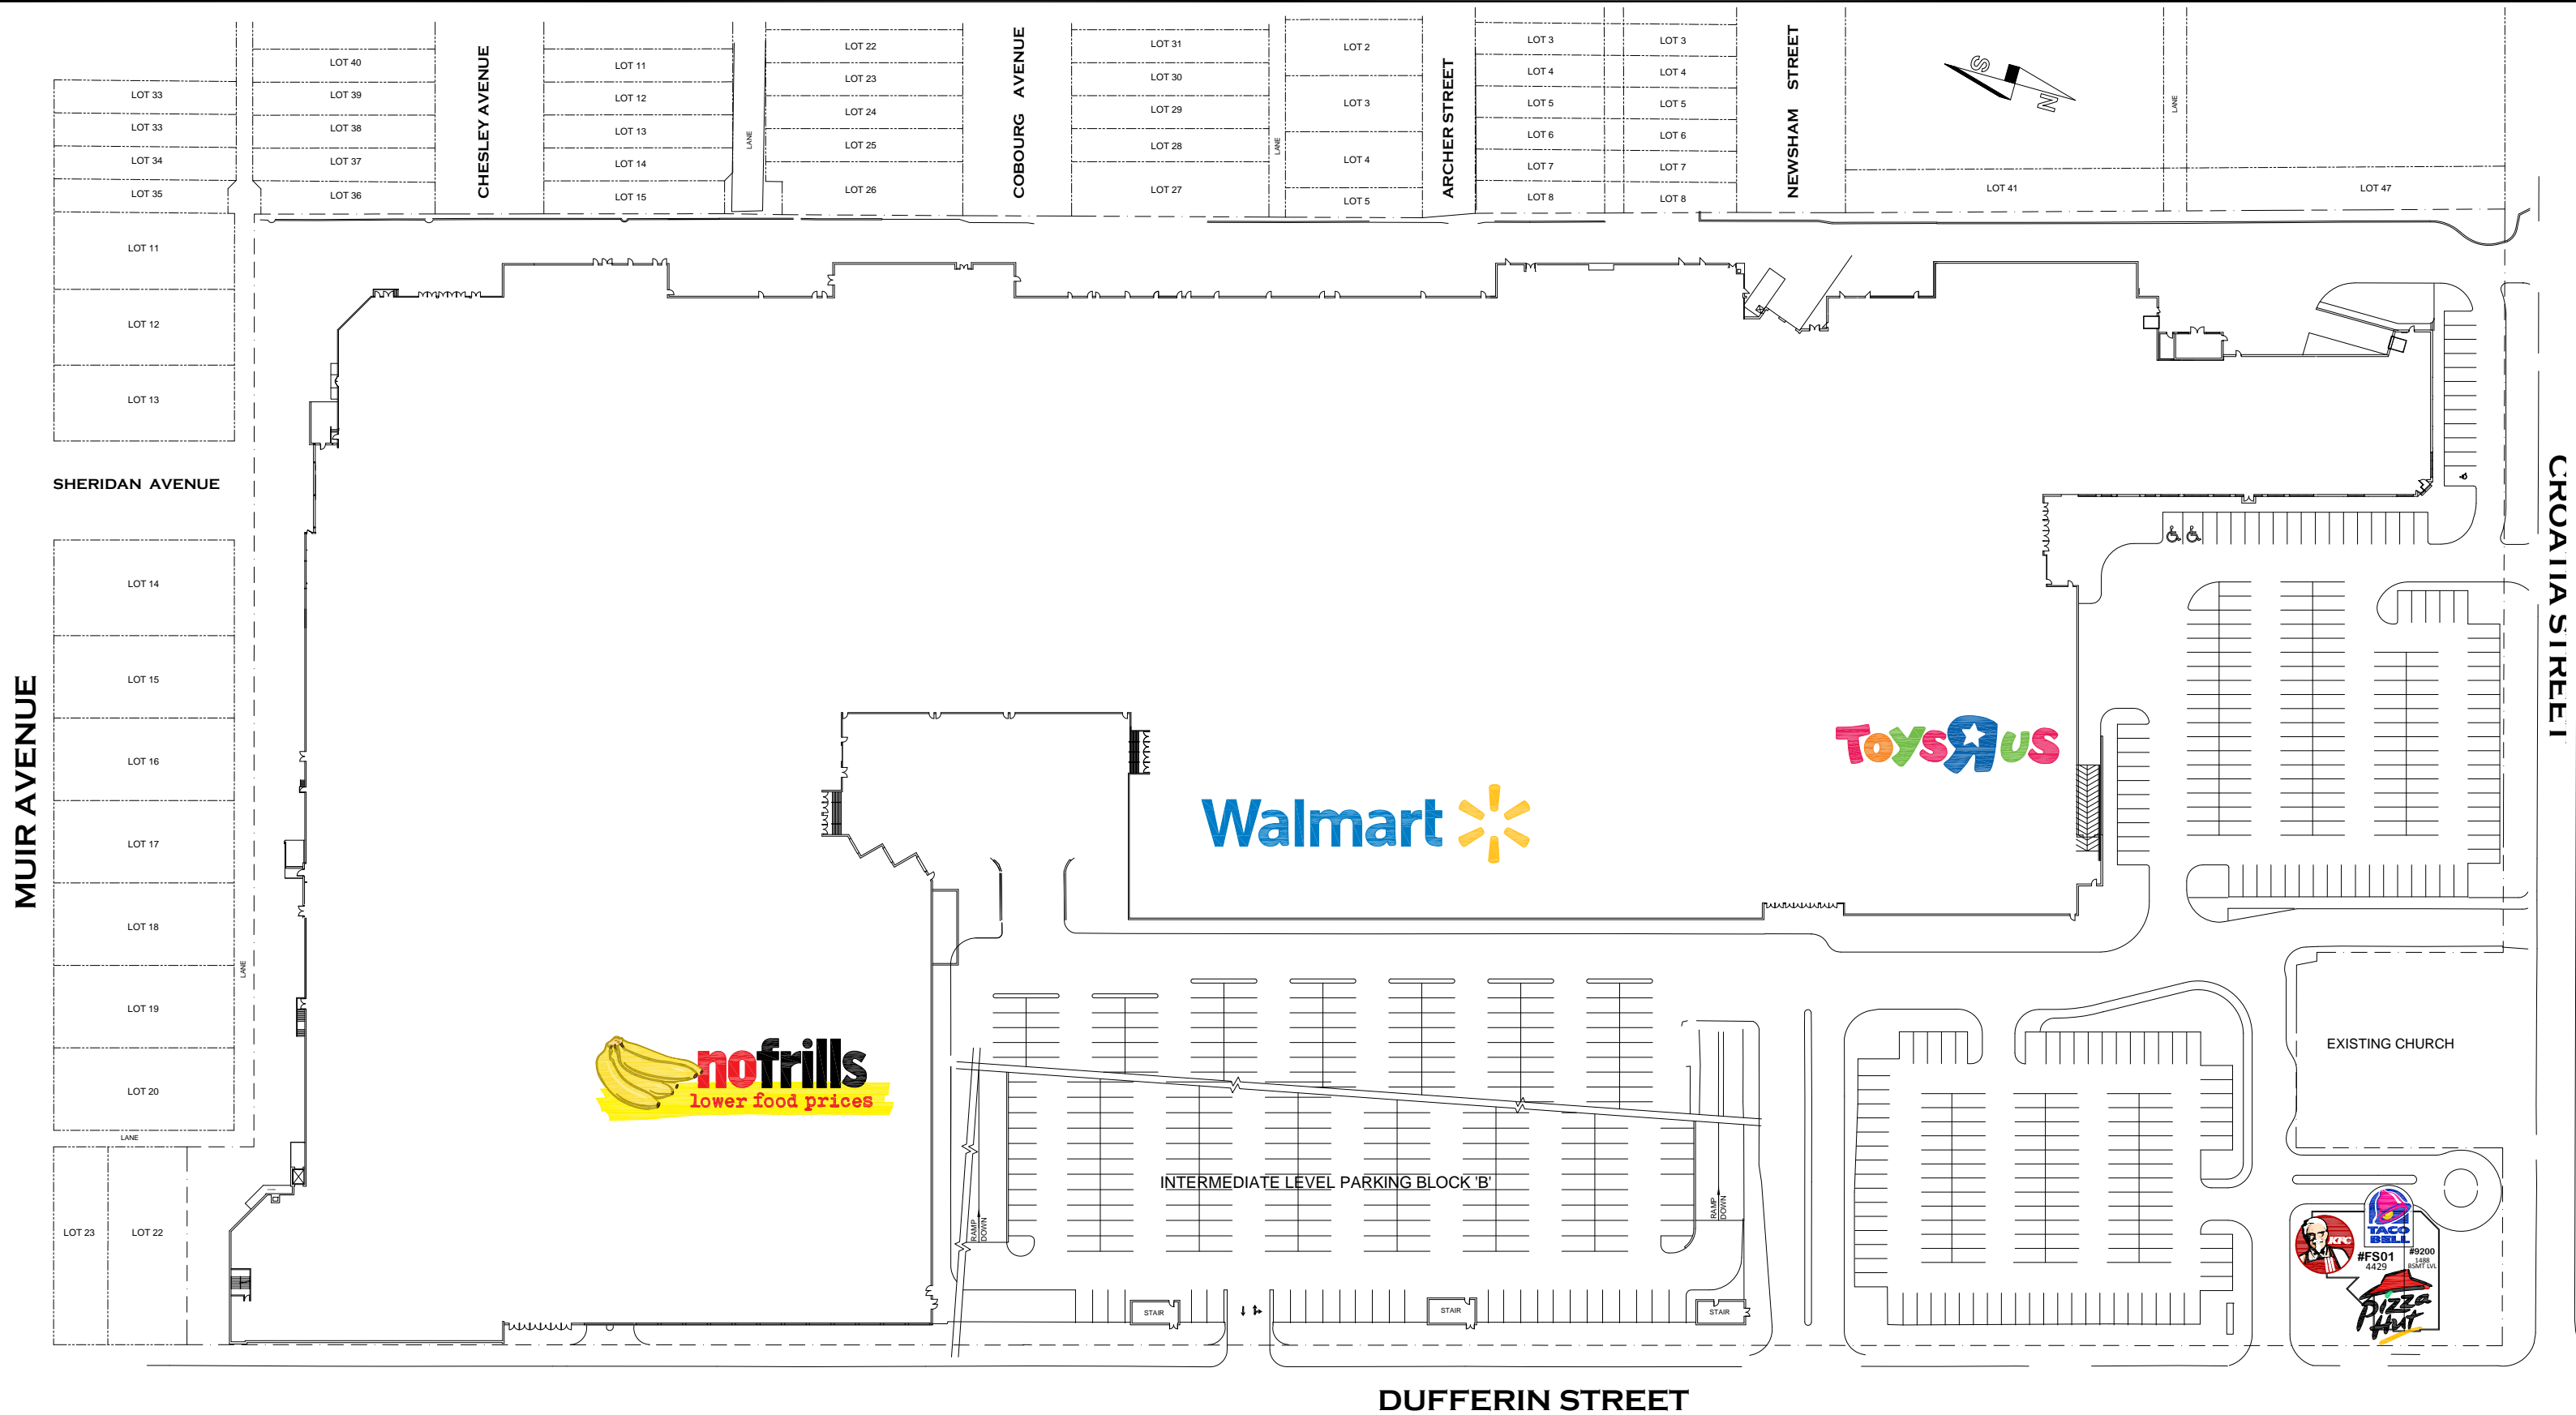 LOT 40
LOT 39
LOT 38
LOT 37
LOT 36
LOT 33
LOT 33
LOT 34
LOT 35
LOT 11
LOT 12
LOT 13
CHESLEY AVENUE
LOT 11
LOT 12
LOT 13
LOT 14
LOT 15
LANE
LOT 22
LOT 23
LOT 24
LOT 25
LOT 26
COBOURG AVENUE
LOT 31
LOT 30
LOT 29
LOT 28
LOT 27
LANE
LOT 2
LOT 3
LOT 4
LOT 5
ARCHER STREET
LOT 3
LOT 4
LOT 5
LOT 6
LOT 7
LOT 8
LOT 3
LOT 4
LOT 5
LOT 6
LOT 7
LOT 8
NEWSHAM STREET
S
N
LOT 41
LANE
LOT 47
SHERIDAN AVENUE
LOT 14
LOT 15
LOT 16
LOT 17
LOT 18
LOT 19
LOT 20
LANE
LANE
LOT 23
LOT 22
MUIR AVENUE
CROATIA STREET
ToysRus
Walmart
nofrills
lower food prices
EXISTING CHURCH
INTERMEDIATE LEVEL PARKING BLOCK 'B'
RAMP
DOWN
RAMP
DOWN
STAIR
STAIR
STAIR
KFC
TACO
BELL
#FS01
4429
#9200
1488
BSMT LVL
Pizza
Hut
DUFFERIN STREET